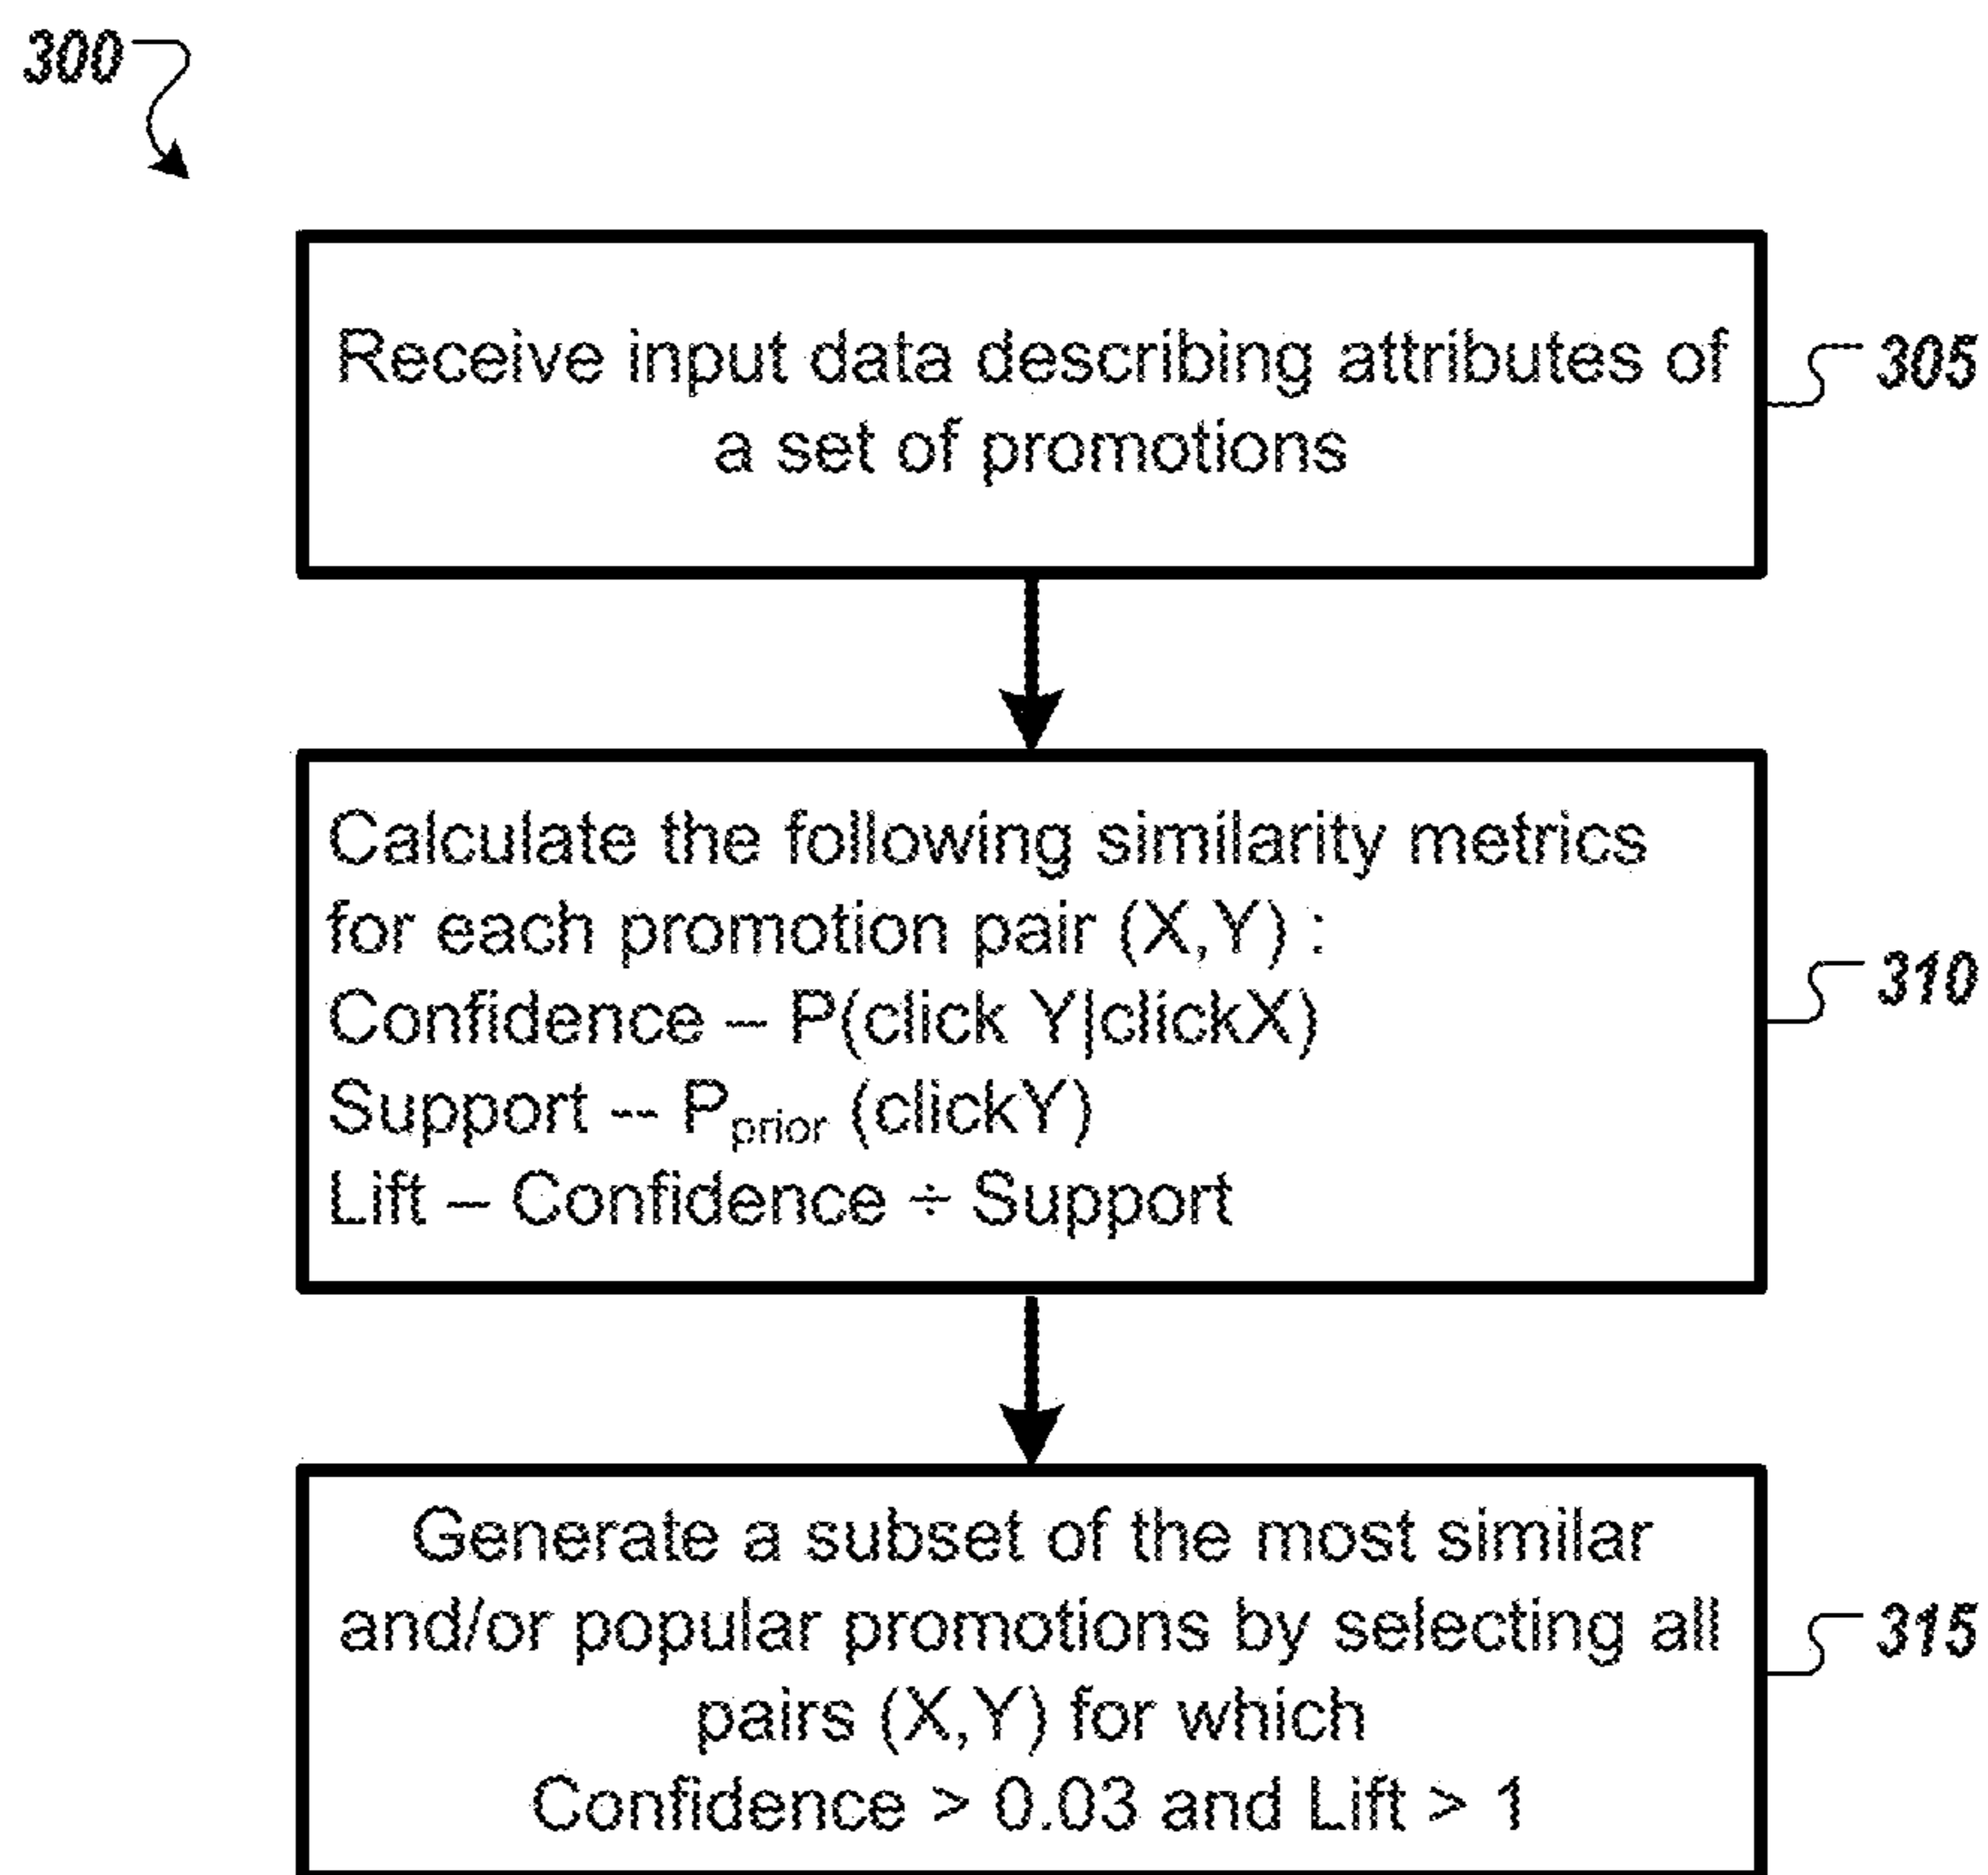 300
Receive input data describing attributes of
a set of promotions
305
Calculate the following similarity metrics
for each promotion pair (X,Y) :
Confidence – P(click Y|clickX)
Support -- Pprior (clickY)
Lift – Confidence ÷ Support
310
Generate a subset of the most similar
and/or popular promotions by selecting all
pairs (X,Y) for which
Confidence > 0.03 and Lift > 1
315